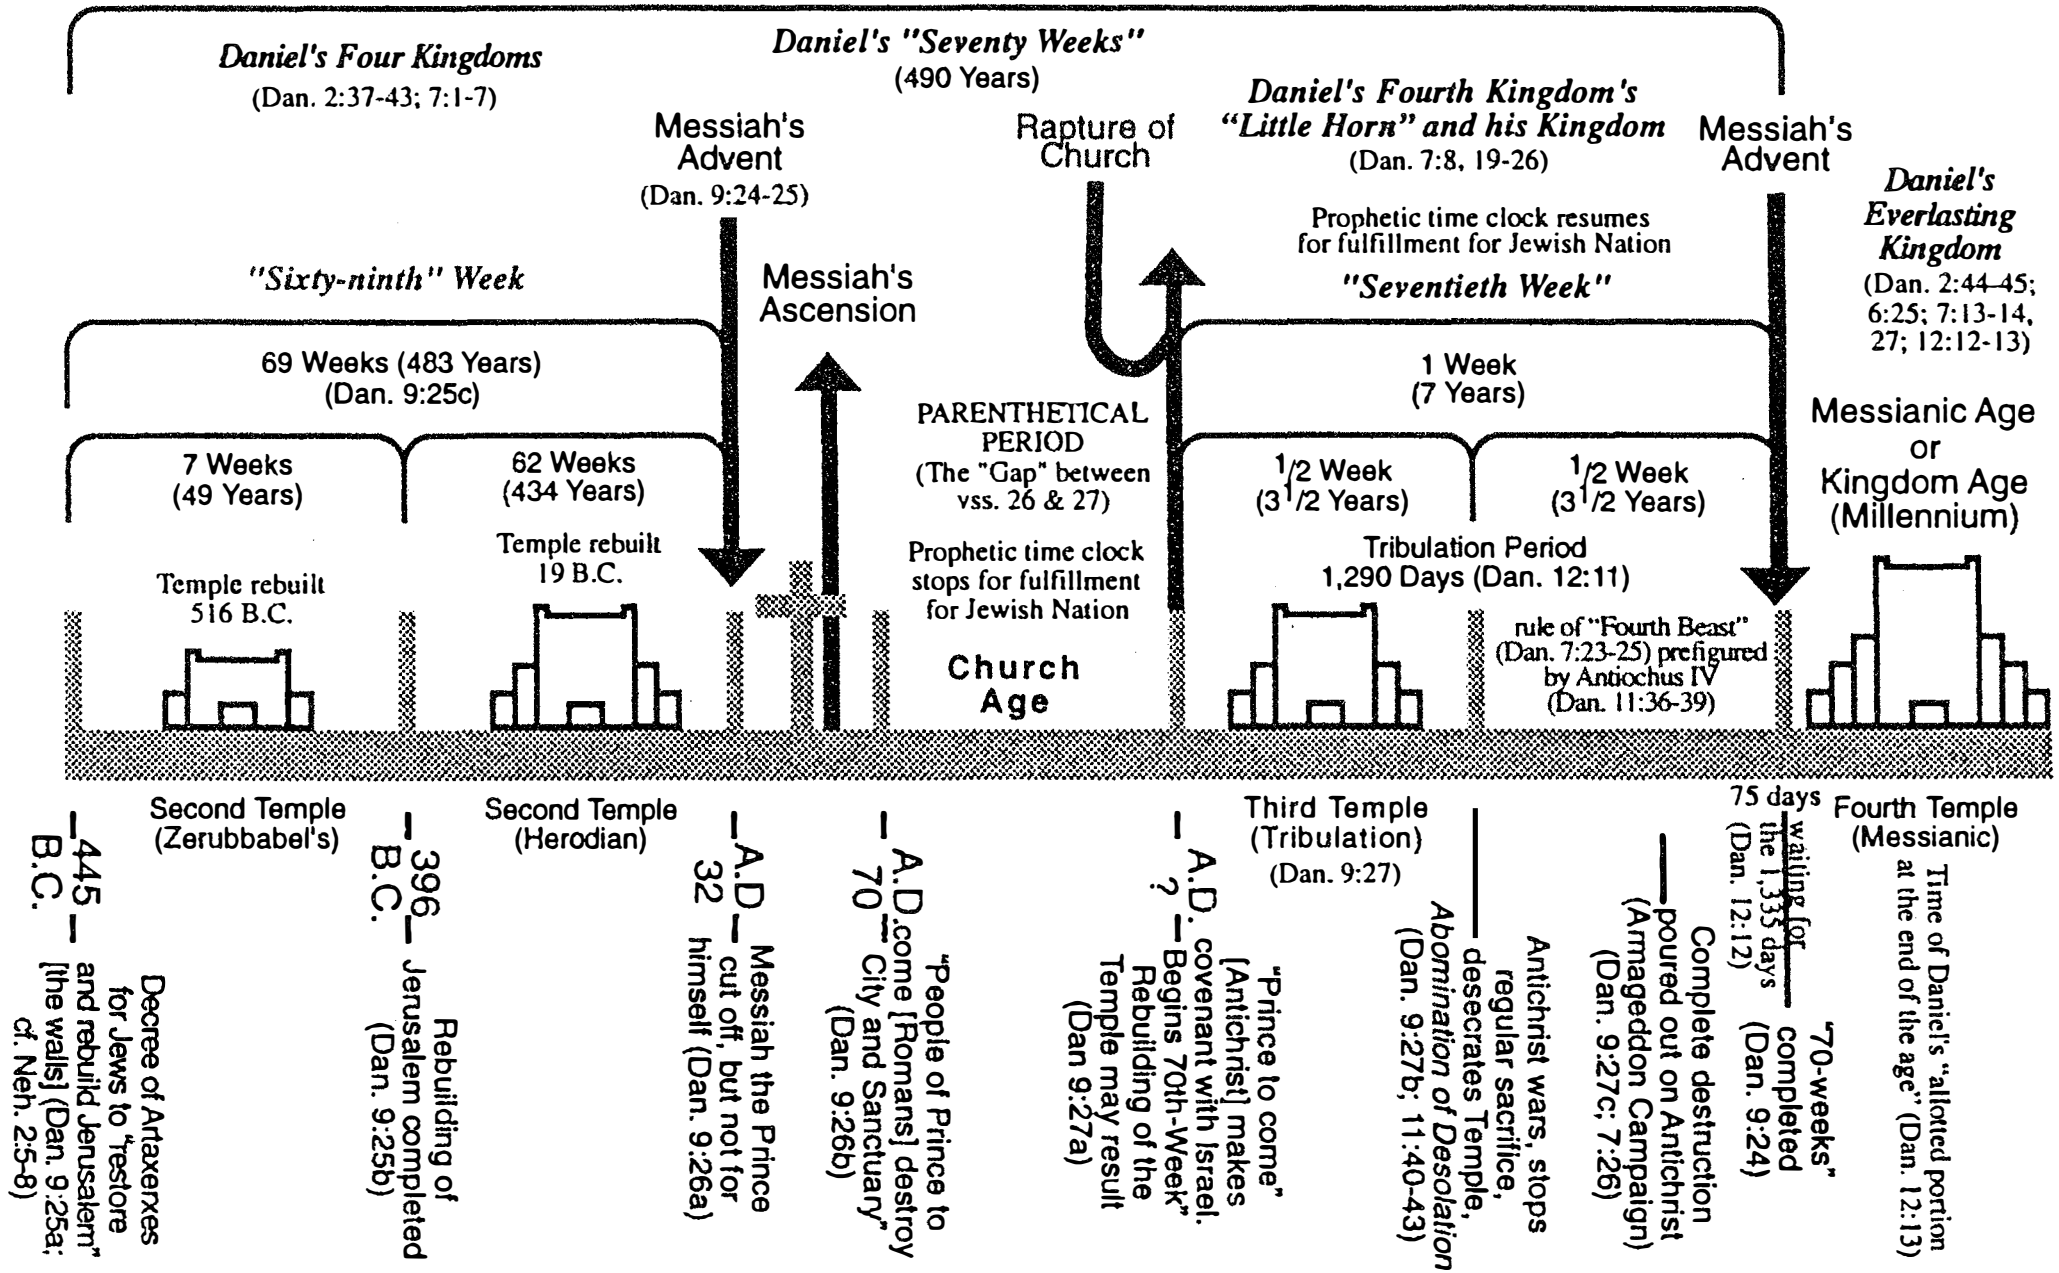 Daniel's Four Kingdoms
(Dan. 2:37-43; 7:1-7)
Daniel's "Seventy Weeks"
(490 Years)
Messiah's
Advent
(Dan. 9:24-25)
Rapture of
Church
Daniel's Fourth Kingdom's
"Little Horn" and his Kingdom
(Dan. 7:8, 19-26)
Messiah's
Advent
Daniel's
Everlasting
Kingdom
(Dan. 2:44-45;
6:25; 7:13-14,
27; 12:12-13)
Prophetic time clock resumes
for fulfillment for Jewish Nation
"Sixty-ninth" Week
Messiah's
Ascension
"Seventieth Week"
69 Weeks (483 Years)
(Dan. 9:25c)
1 Week
(7 Years)
7 Weeks
(49 Years)
62 Weeks
(434 Years)
PARENTHETICAL
PERIOD
(The "Gap" between
vss. 26 & 27)
1/2 Week
(3 1/2 Years)
1/2 Week
(3 1/2 Years)
Messianic Age
or
Kingdom Age
(Millennium)
Temple rebuilt
516 B.C.
Temple rebuilt
19 B.C.
Prophetic time clock
stops for fulfillment
for Jewish Nation
Church
Age
Tribulation Period
1,290 Days (Dan. 12:11)
rule of "Fourth Beast"
(Dan. 7:23-25) prefigured
by Antiochus IV
(Dan. 11:36-39)
Second Temple
(Zerubbabel's)
Second Temple
(Herodian)
Third Temple
(Tribulation)
(Dan. 9:27)
Fourth Temple
(Messianic)
445
B.C.
Decree of Artaxerxes
for Jews to "restore
and rebuild Jerusalem"
[the walls] (Dan. 9:25a;
cf. Neh. 2:5-8)
396
B.C.
Rebuilding of
Jerusalem completed
(Dan. 9:25b)
A.D
32
Messiah the Prince
cut off, but not for
himself (Dan. 9:26a)
A.D.
70
"People of Prince to
come [Romans] destroy
City and Sanctuary"
(Dan. 9:26b)
A.D.
?
"Prince to come"
[Antichrist] makes
covenant with Israel.
Begins 70th-Week"
Rebuilding of the
Temple may result
(Dan 9:27a)
Antichrist wars, stops
regular sacrifice,
desecrates Temple,
Abomination of Desolation
(Dan. 9:27b; 11:40-43)
Complete destruction
poured out on Antichrist
(Armageddon Campaign)
(Dan. 9:27c; 7:26)
75 days
waiting for
the 1,335 days
(Dan. 12:12)
"70-weeks"
completed
(Dan. 9:24)
Time of Daniel's "allotted portion
at the end of the age" (Dan. 12:13)